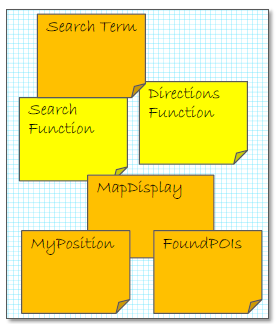 Search Term
Directions
Function
Search
Function
MapDisplay
MyPosition
FoundPOIs